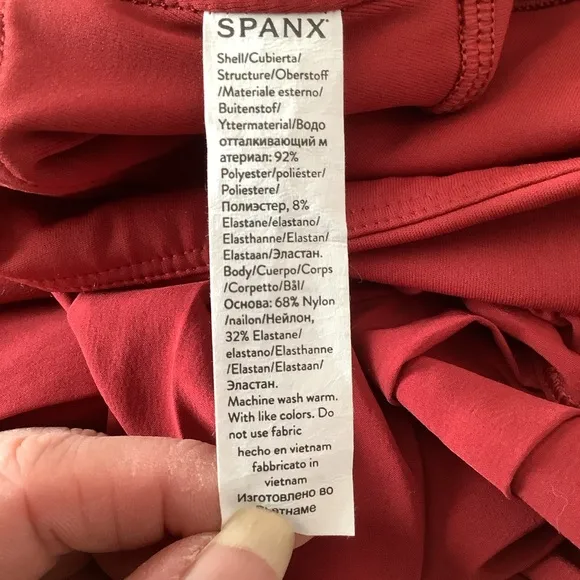 SPANX
Shell/Cubierta/
Structure/Oberstoff
/Materiale esterno/
Buitenstof/
Yttermaterial/Водо
отталкивающий м
атериал: 92%
Polyester/poliéster/
Poliestere/
Полиэстер, 8%
Elastane/elastano/
Elasthanne/Elastan/
Elastaan/Эластан.
Body/Cuerpo/Corps
/Corpetto/Bål/
Основа: 68% Nylon
/nailon/Нейлон,
32% Elastane/
elastano/Elasthanne
/Elastan/Elastaan/
Эластан.
Machine wash warm.
With like colors. Do
not use fabric
hecho en vietnam
fabbricato in
vietnam
Изготовлено во
Вьетнаме